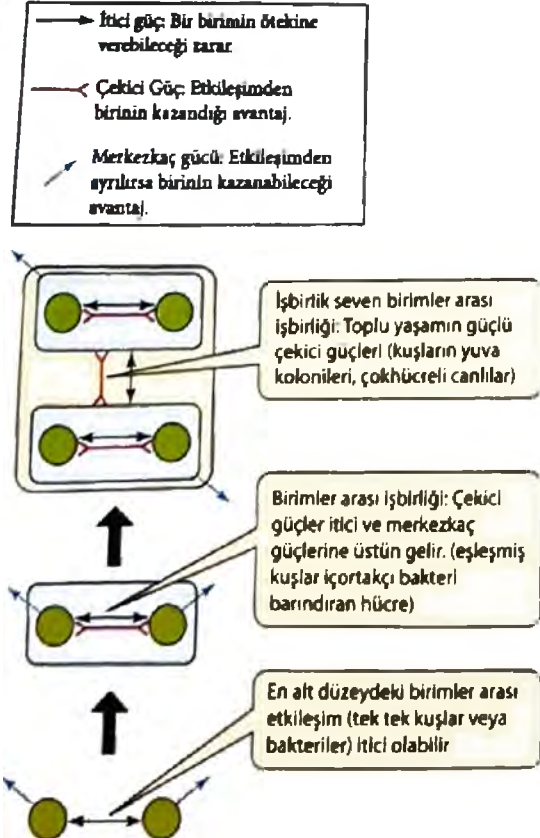 İtici güç: Bir birimin ötekine
verebileceği zarar.
Çekici Güç: Etkileşimden
birinin kazandığı avantaj.
Merkezkaç gücü: Etkileşimden
ayrılırsa birinin kazanabileceği
avantaj.
İşbirlik seven birimler arası
işbirliği: Toplu yaşamın güçlü
çekici güçleri (kuşların yuva
kolonileri, çokhücreli canlılar)
Birimler arası işbirliği: Çekici
güçler itici ve merkezkaç
güçlerine üstün gelir. (eşleşmiş
kuşlar içortakçı bakteri
barındıran hücre)
En alt düzeydeki birimler arası
etkileşim (tek tek kuşlar veya
bakteriler) itici olabilir